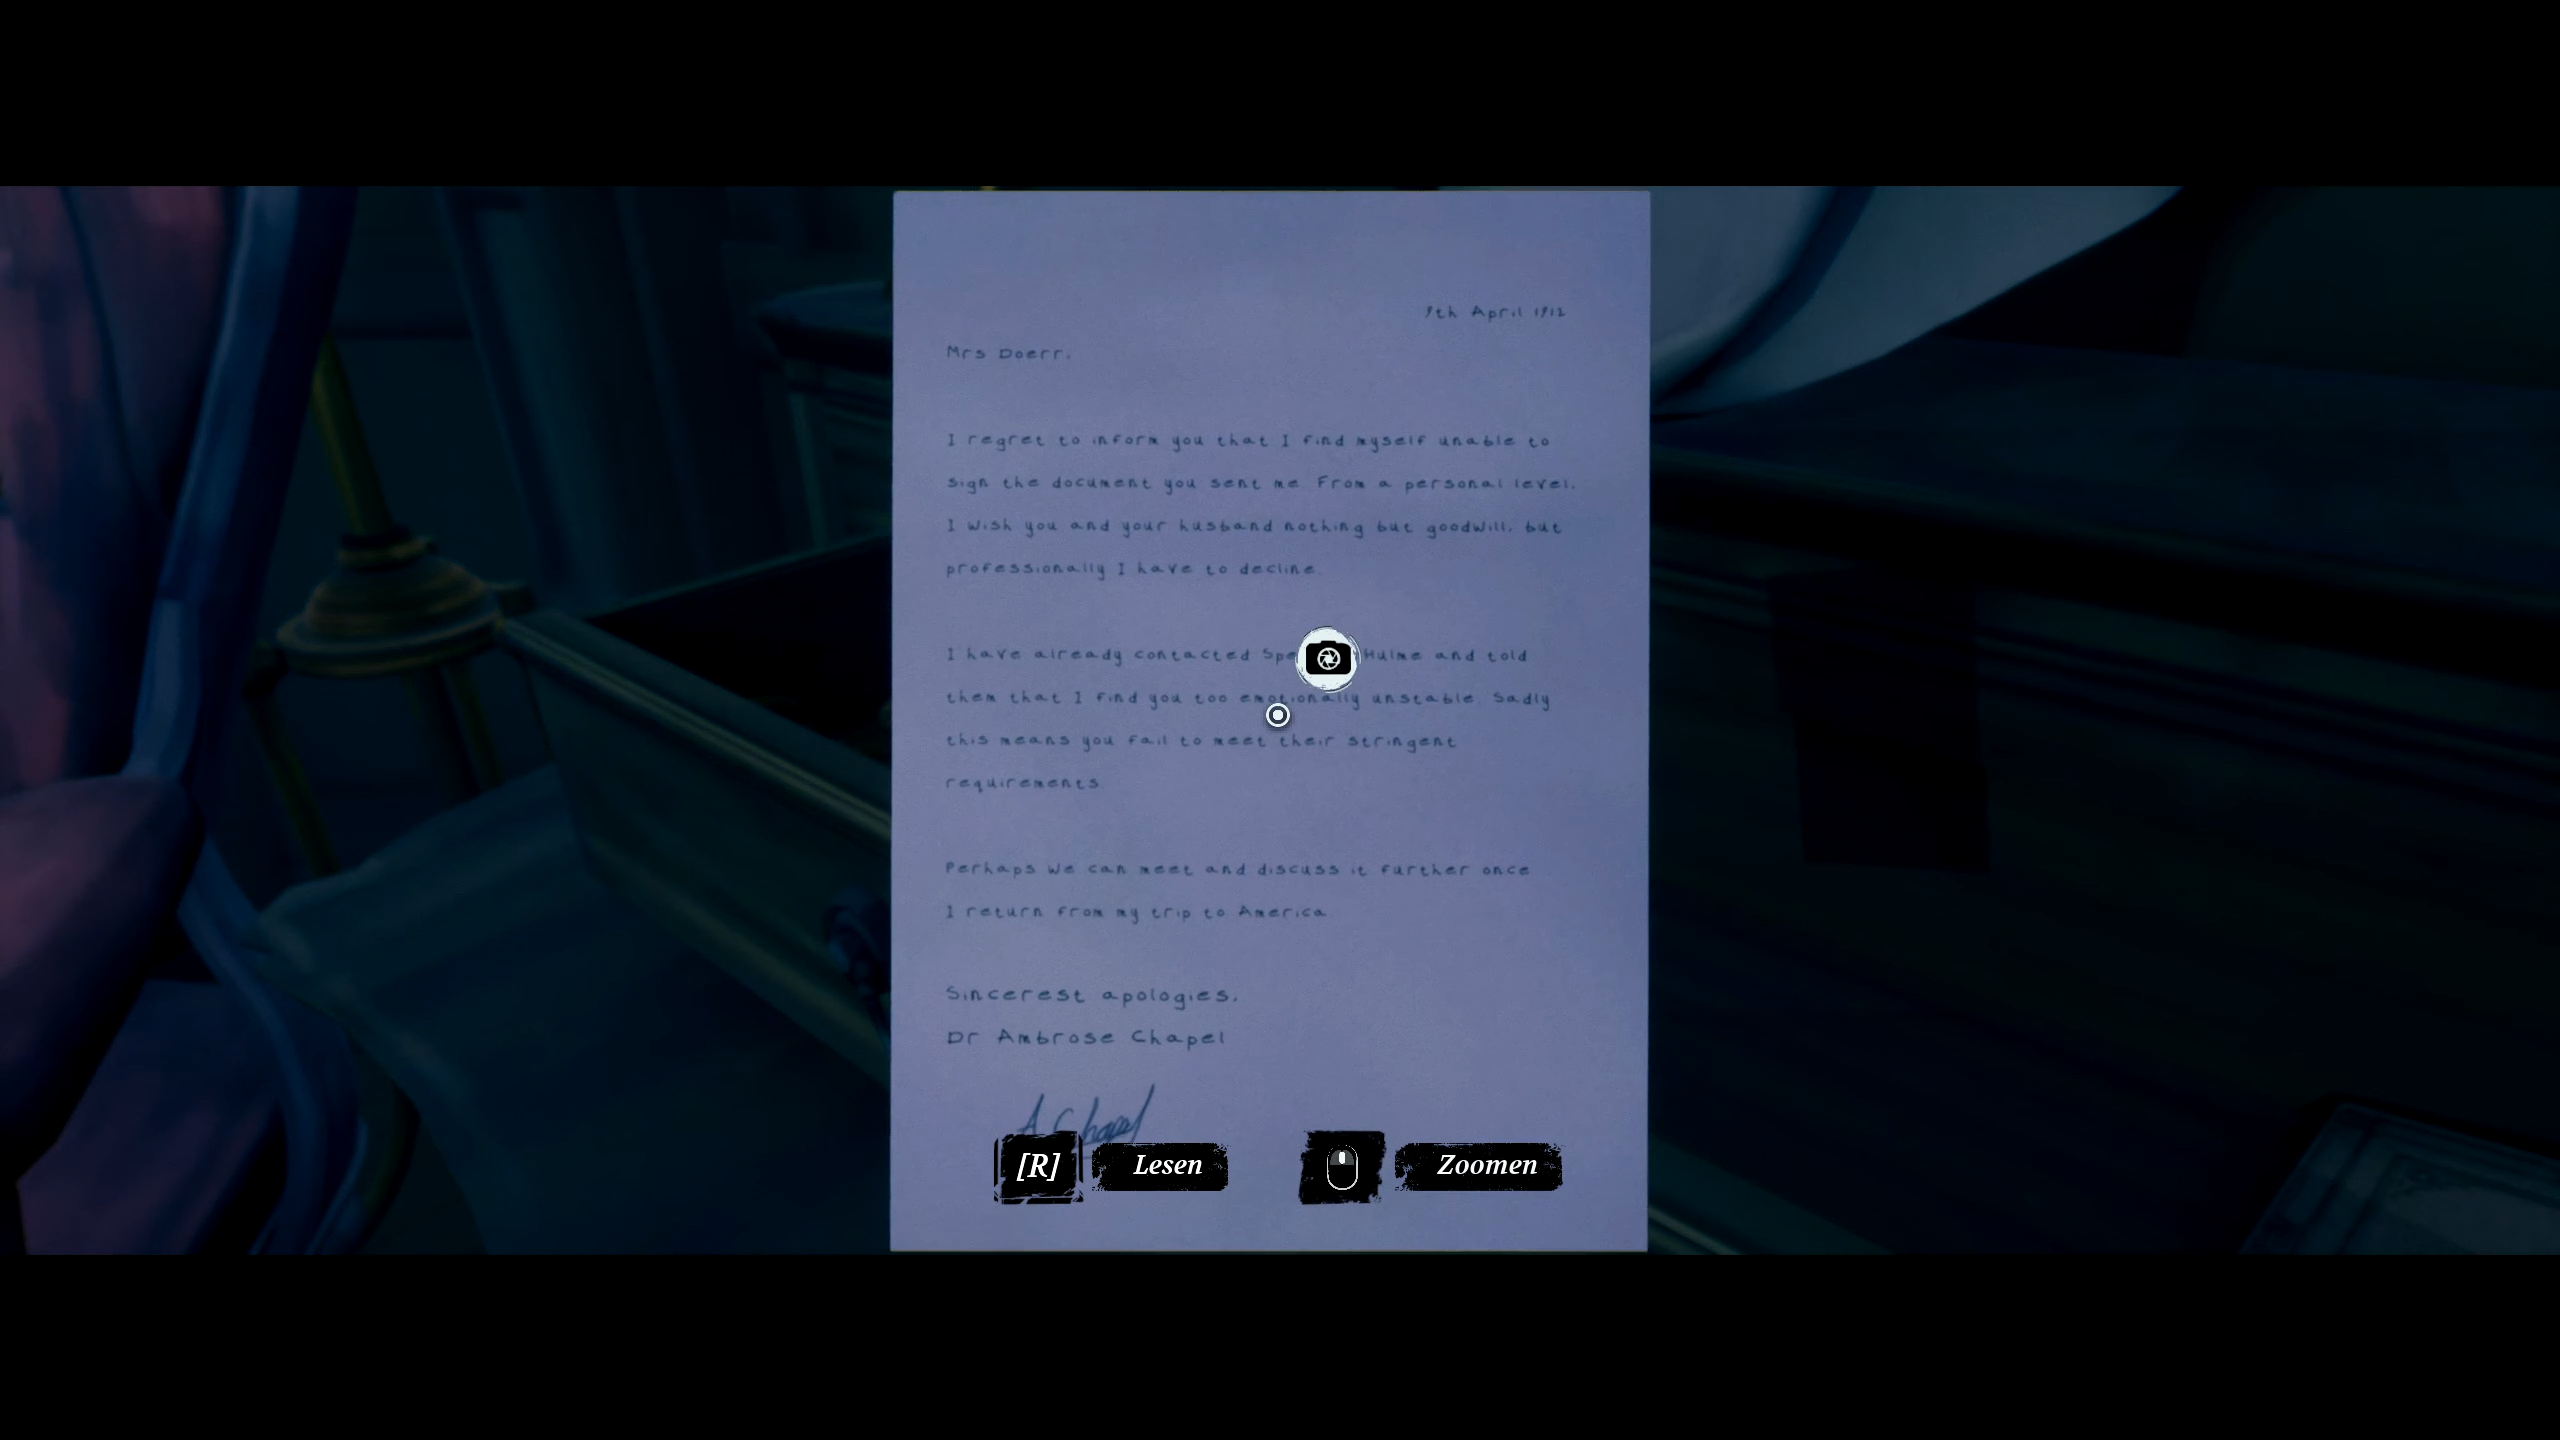 9th April 1912
Mrs Doerr,
I regret to inform you that I find myself unable to
sign the document you sent me. From a personal level,
I wish you and your husband nothing but goodwill, but
professionally I have to decline.
I have already contacted Hulme and told
them that I find you too emotionally unstable. Sadly
this means you fail to meet their stringent
requirements.
Perhaps we can meet and discuss it further once
I return from my trip to America.
Sincerest apologies,
Dr Ambrose Chapel
A Chapel
[R] Lesen Zoomen